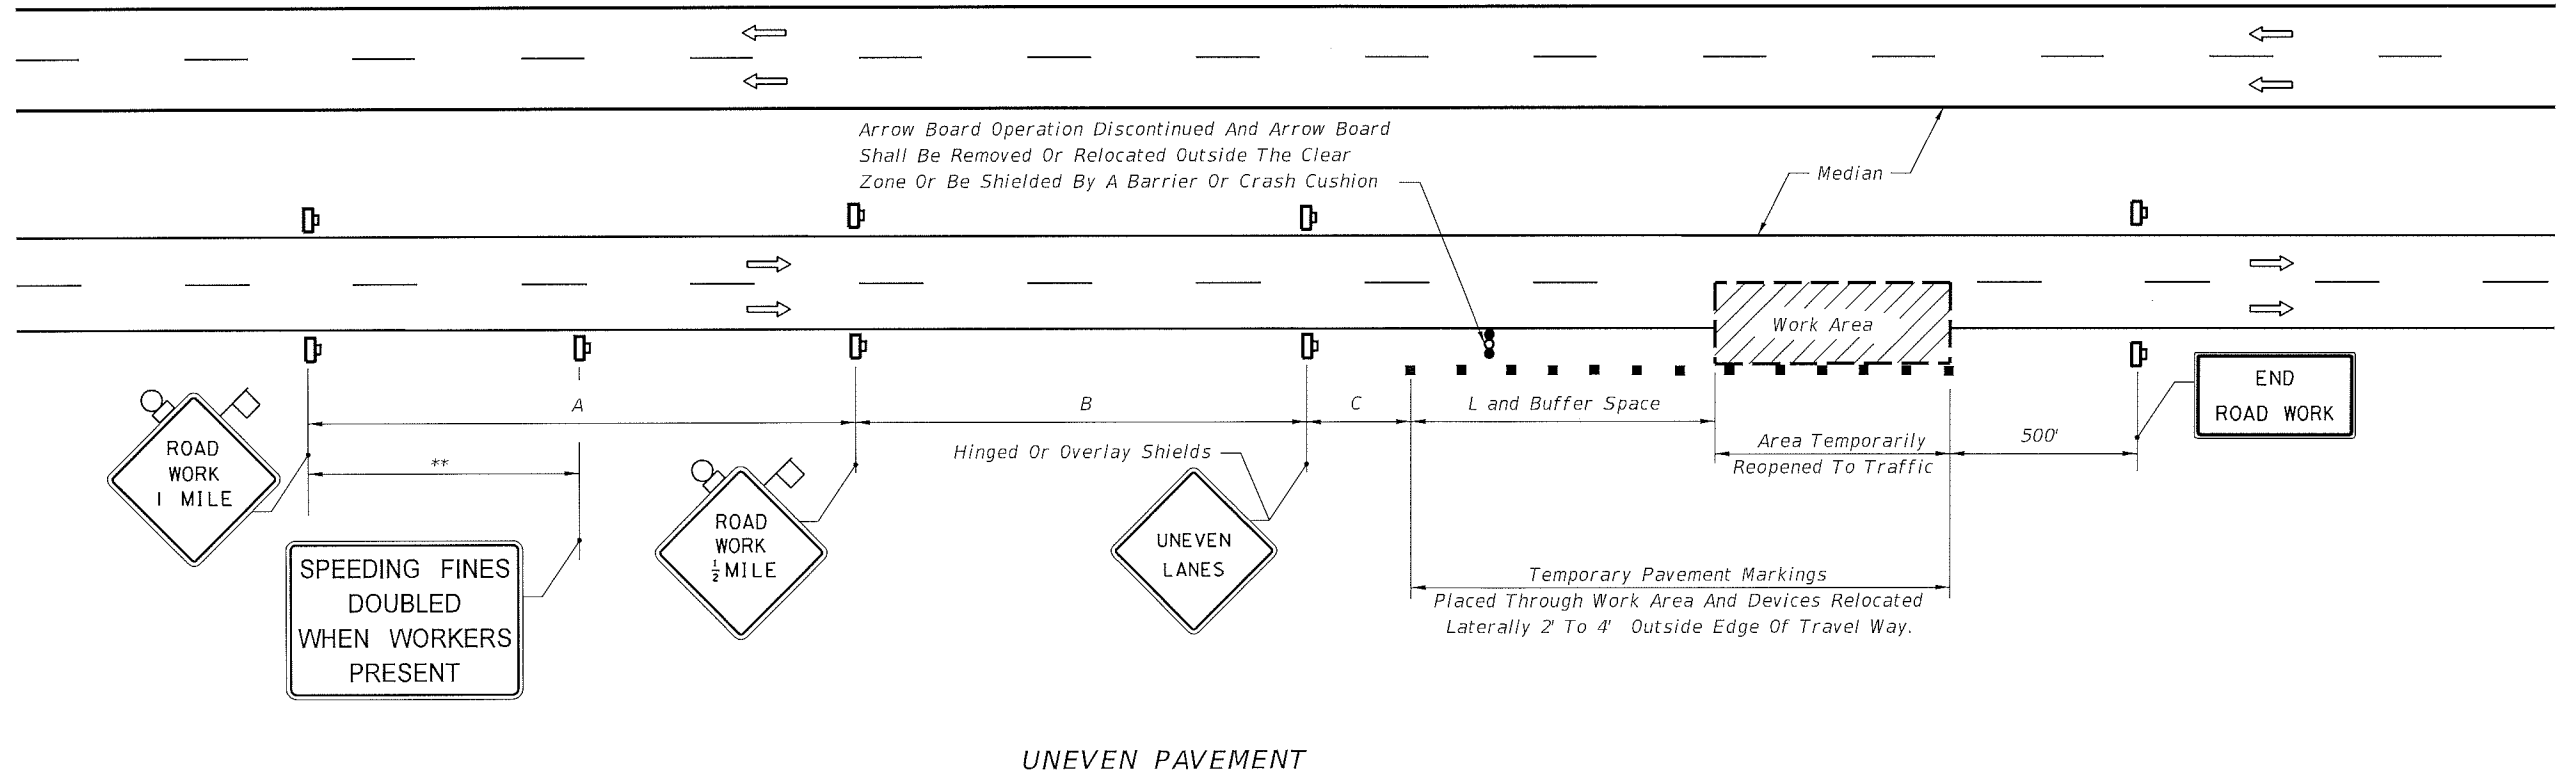 Arrow Board Operation Discontinued And Arrow Board
Shall Be Removed Or Relocated Outside The Clear
Zone Or Be Shielded By A Barrier Or Crash Cushion
Median
Work Area
A
B
C
L and Buffer Space
END
ROAD WORK
500'
Area Temporarily
Reopened To Traffic
**
Hinged Or Overlay Shields
ROAD
WORK
1 MILE
ROAD
WORK
½ MILE
UNEVEN
LANES
SPEEDING FINES
DOUBLED
WHEN WORKERS
PRESENT
Temporary Pavement Markings
Placed Through Work Area And Devices Relocated
Laterally 2' To 4' Outside Edge Of Travel Way.
UNEVEN PAVEMENT